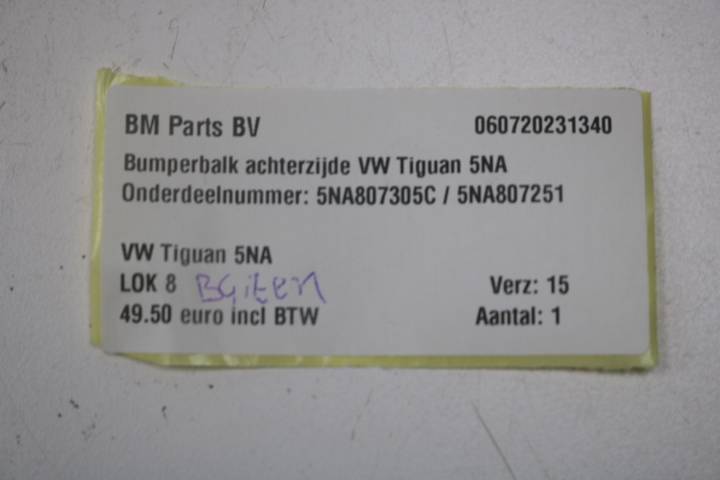 BM Parts BV 060720231340
Bumperbalk achterzijde VW Tiguan 5NA
Onderdeelnummer: 5NA807305C / 5NA807251
VW Tiguan 5NA
LOK 8 Buiten Verz: 15
49.50 euro incl BTW Aantal: 1